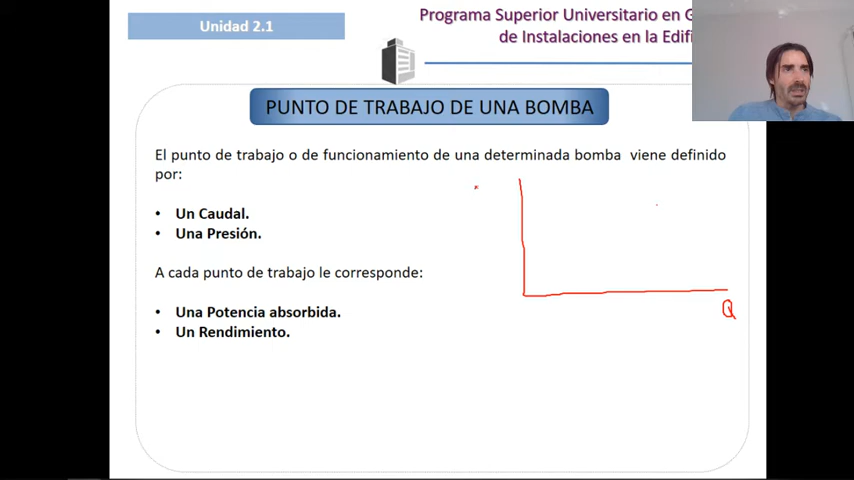 Unidad 2.1
Programa Superior Universitario en G
de Instalaciones en la Edifi
PUNTO DE TRABAJO DE UNA BOMBA
El punto de trabajo o de funcionamiento de una determinada bomba viene definido
por:
• Un Caudal.
• Una Presión.
A cada punto de trabajo le corresponde:
• Una Potencia absorbida.
• Un Rendimiento.
Q